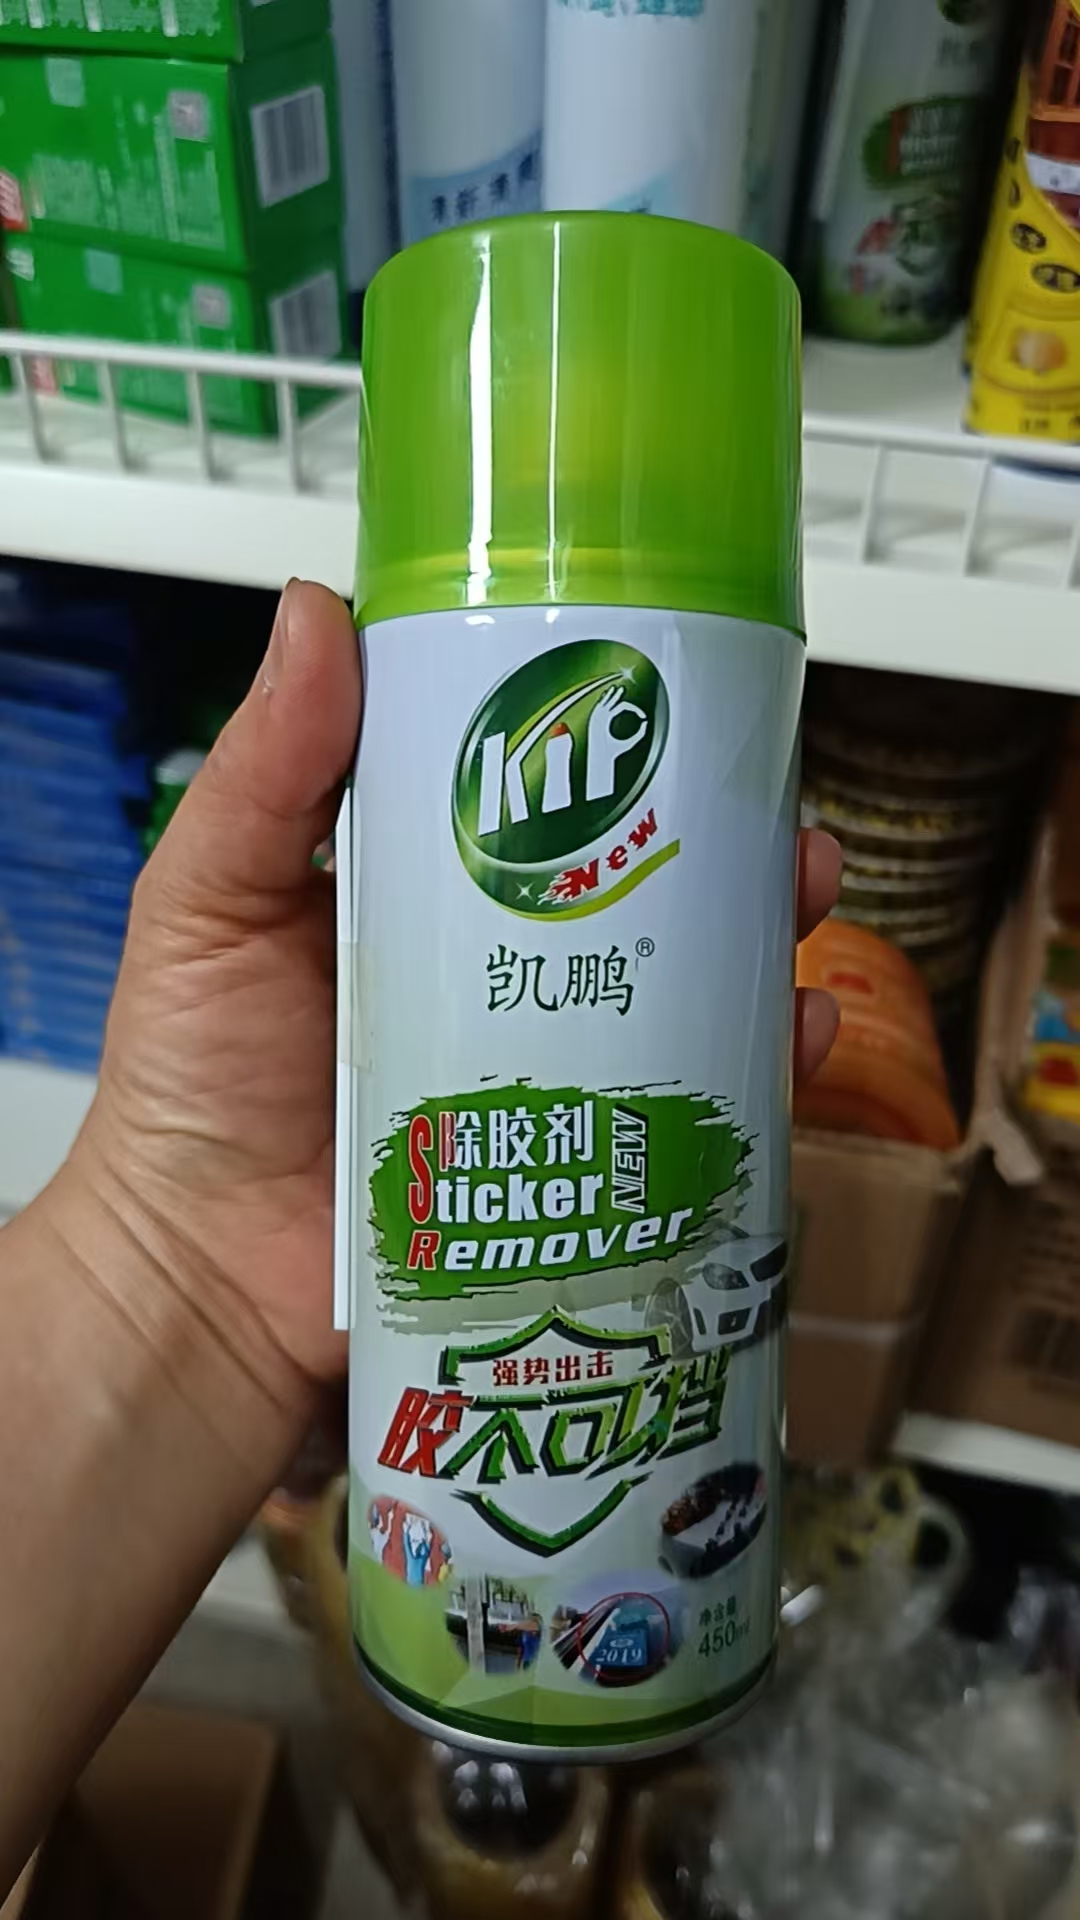 KIP
New
凯鹏®
除胶剂
Sticker
NEW
Remover
强势出击
胶不可挡
2019
净含量
450ml